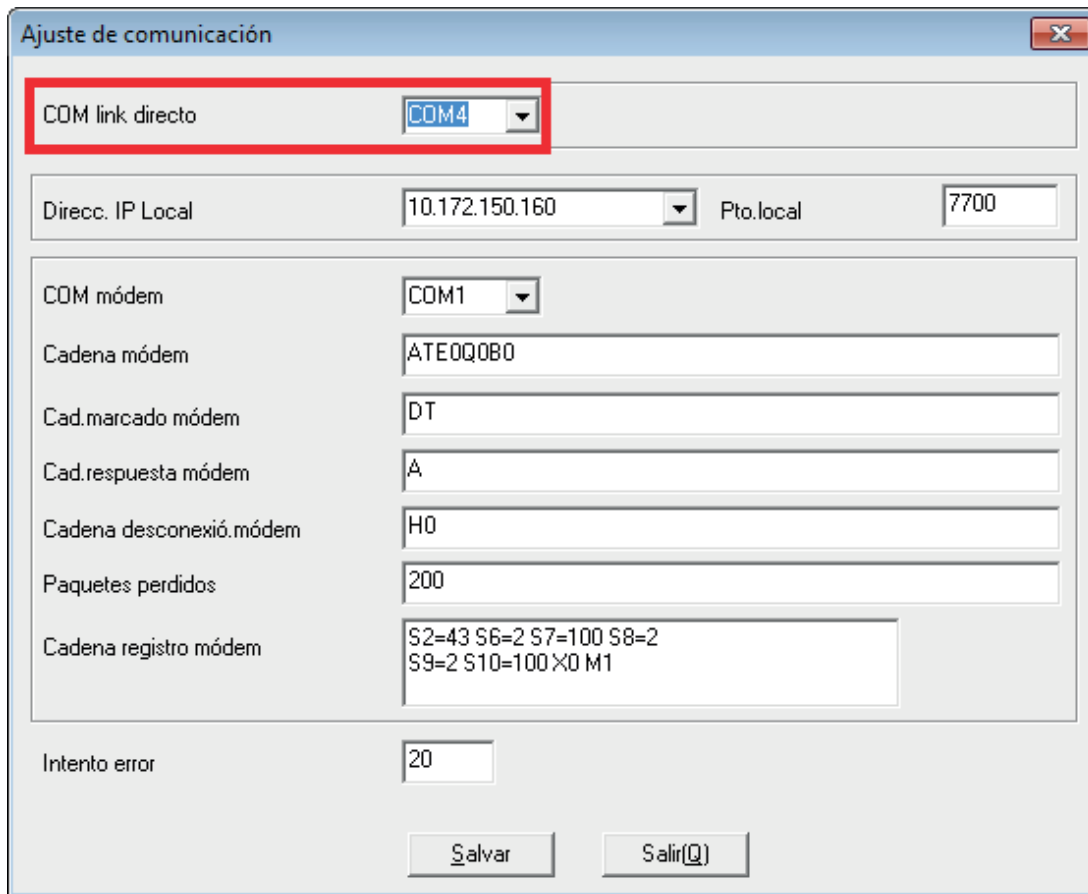 Ajuste de comunicación
COM link directo COM4
Direcc. IP Local 10.172.150.160 Pto.local 7700
COM módem COM1
Cadena módem ATE0Q0B0
Cad.marcado módem DT
Cad.respuesta módem A
Cadena desconexió.módem H0
Paquetes perdidos 200
Cadena registro módem S2=43 S6=2 S7=100 S8=2
S9=2 S10=100 X0 M1
Intento error 20
Salvar Salir(Q)